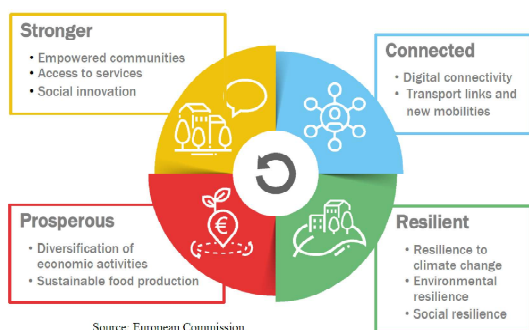 Stronger
• Empowered communities
• Access to services
• Social innovation
Connected
• Digital connectivity
• Transport links and
new mobilities
€
Prosperous
• Diversification of
economic activities
• Sustainable food production
Resilient
• Resilience to
climate change
• Environmental
resilience
• Social resilience
Source: European Commission